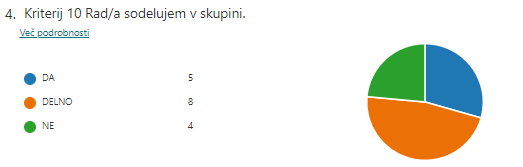 4. Kriterij 10 Rad/a sodelujem v skupini.
Več podrobnosti
DA 5
DELNO 8
NE 4